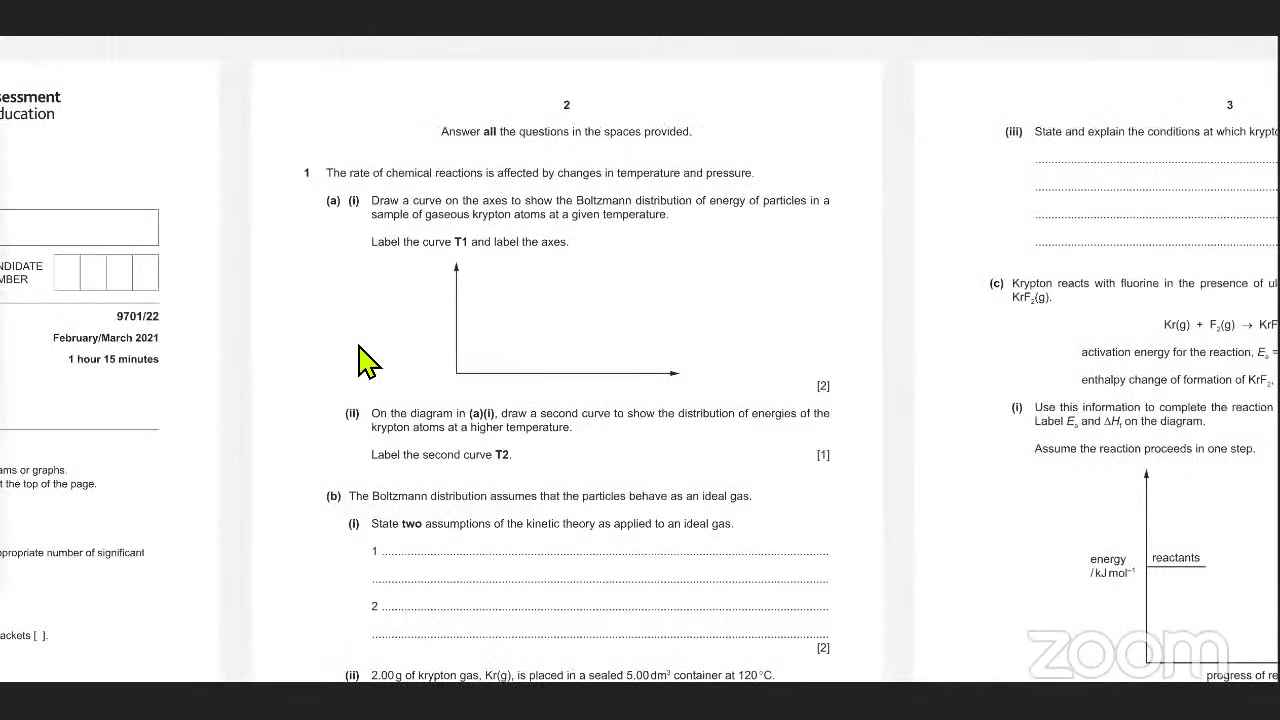 sessment
ducation
NDIDATE
MBER
9701/22
February/March 2021
1 hour 15 minutes
ams or graphs.
t the top of the page.
propriate number of significant
ackets [ ].
2
Answer all the questions in the spaces provided.
1 The rate of chemical reactions is affected by changes in temperature and pressure.
(a) (i) Draw a curve on the axes to show the Boltzmann distribution of energy of particles in a
sample of gaseous krypton atoms at a given temperature.
Label the curve T1 and label the axes.
[2]
(ii) On the diagram in (a)(i), draw a second curve to show the distribution of energies of the
krypton atoms at a higher temperature.
Label the second curve T2. [1]
(b) The Boltzmann distribution assumes that the particles behave as an ideal gas.
(i) State two assumptions of the kinetic theory as applied to an ideal gas.
1
2
[2]
(ii) 2.00 g of krypton gas, Kr(g), is placed in a sealed 5.00 dm³ container at 120 °C.
3
(iii) State and explain the conditions at which krypto
(c) Krypton reacts with fluorine in the presence of ul
KrF₂(g).
Kr(g) + F₂(g) → KrF
activation energy for the reaction, Eₐ =
enthalpy change of formation of KrF₂,
(i) Use this information to complete the reaction
Label Eₐ and ΔHf on the diagram.
Assume the reaction proceeds in one step.
energy
/ kJ mol⁻¹
reactants
progress of re
zoom